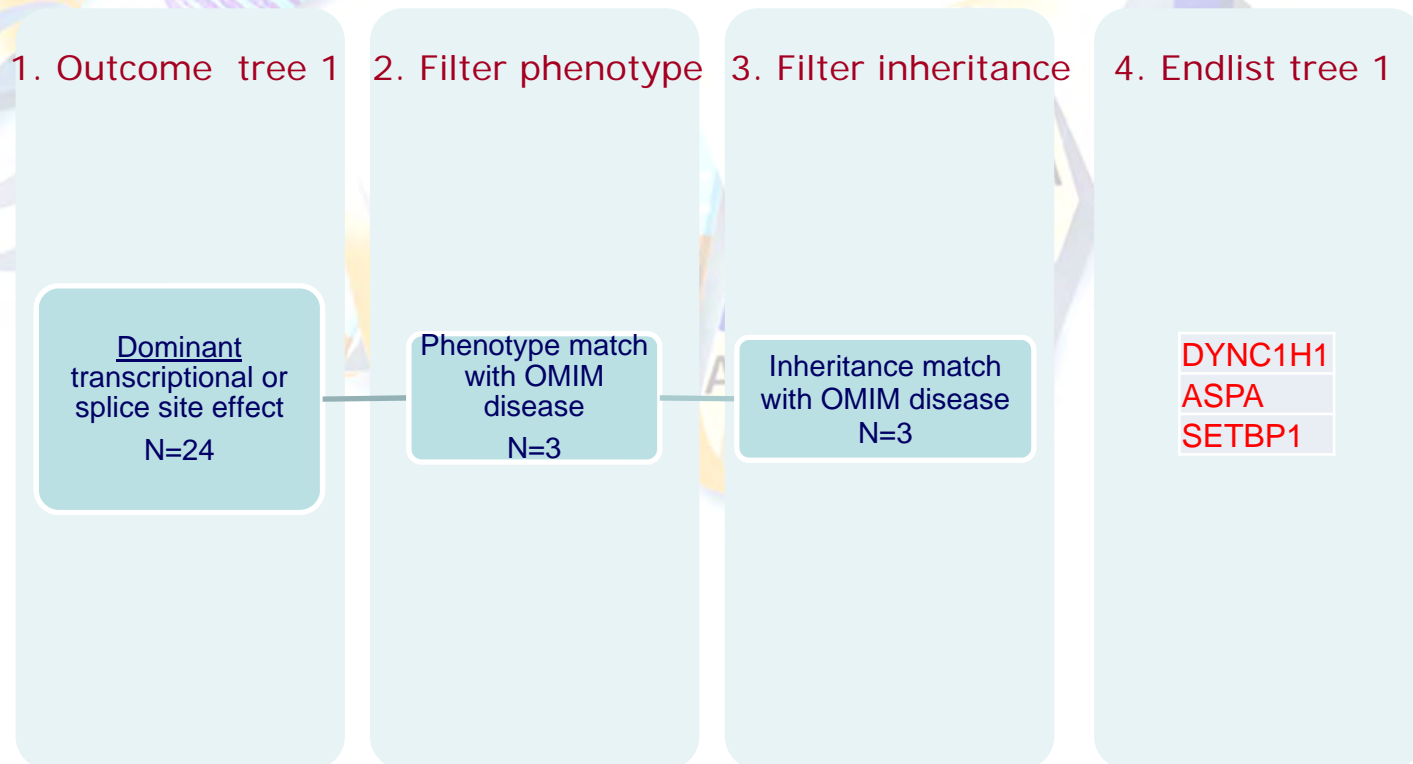 1. Outcome tree 1
2. Filter phenotype
3. Filter inheritance
4. Endlist tree 1
Dominant
transcriptional or
splice site effect
N=24
Phenotype match
with OMIM
disease
N=3
Inheritance match
with OMIM disease
N=3
DYNC1H1
ASPA
SETBP1